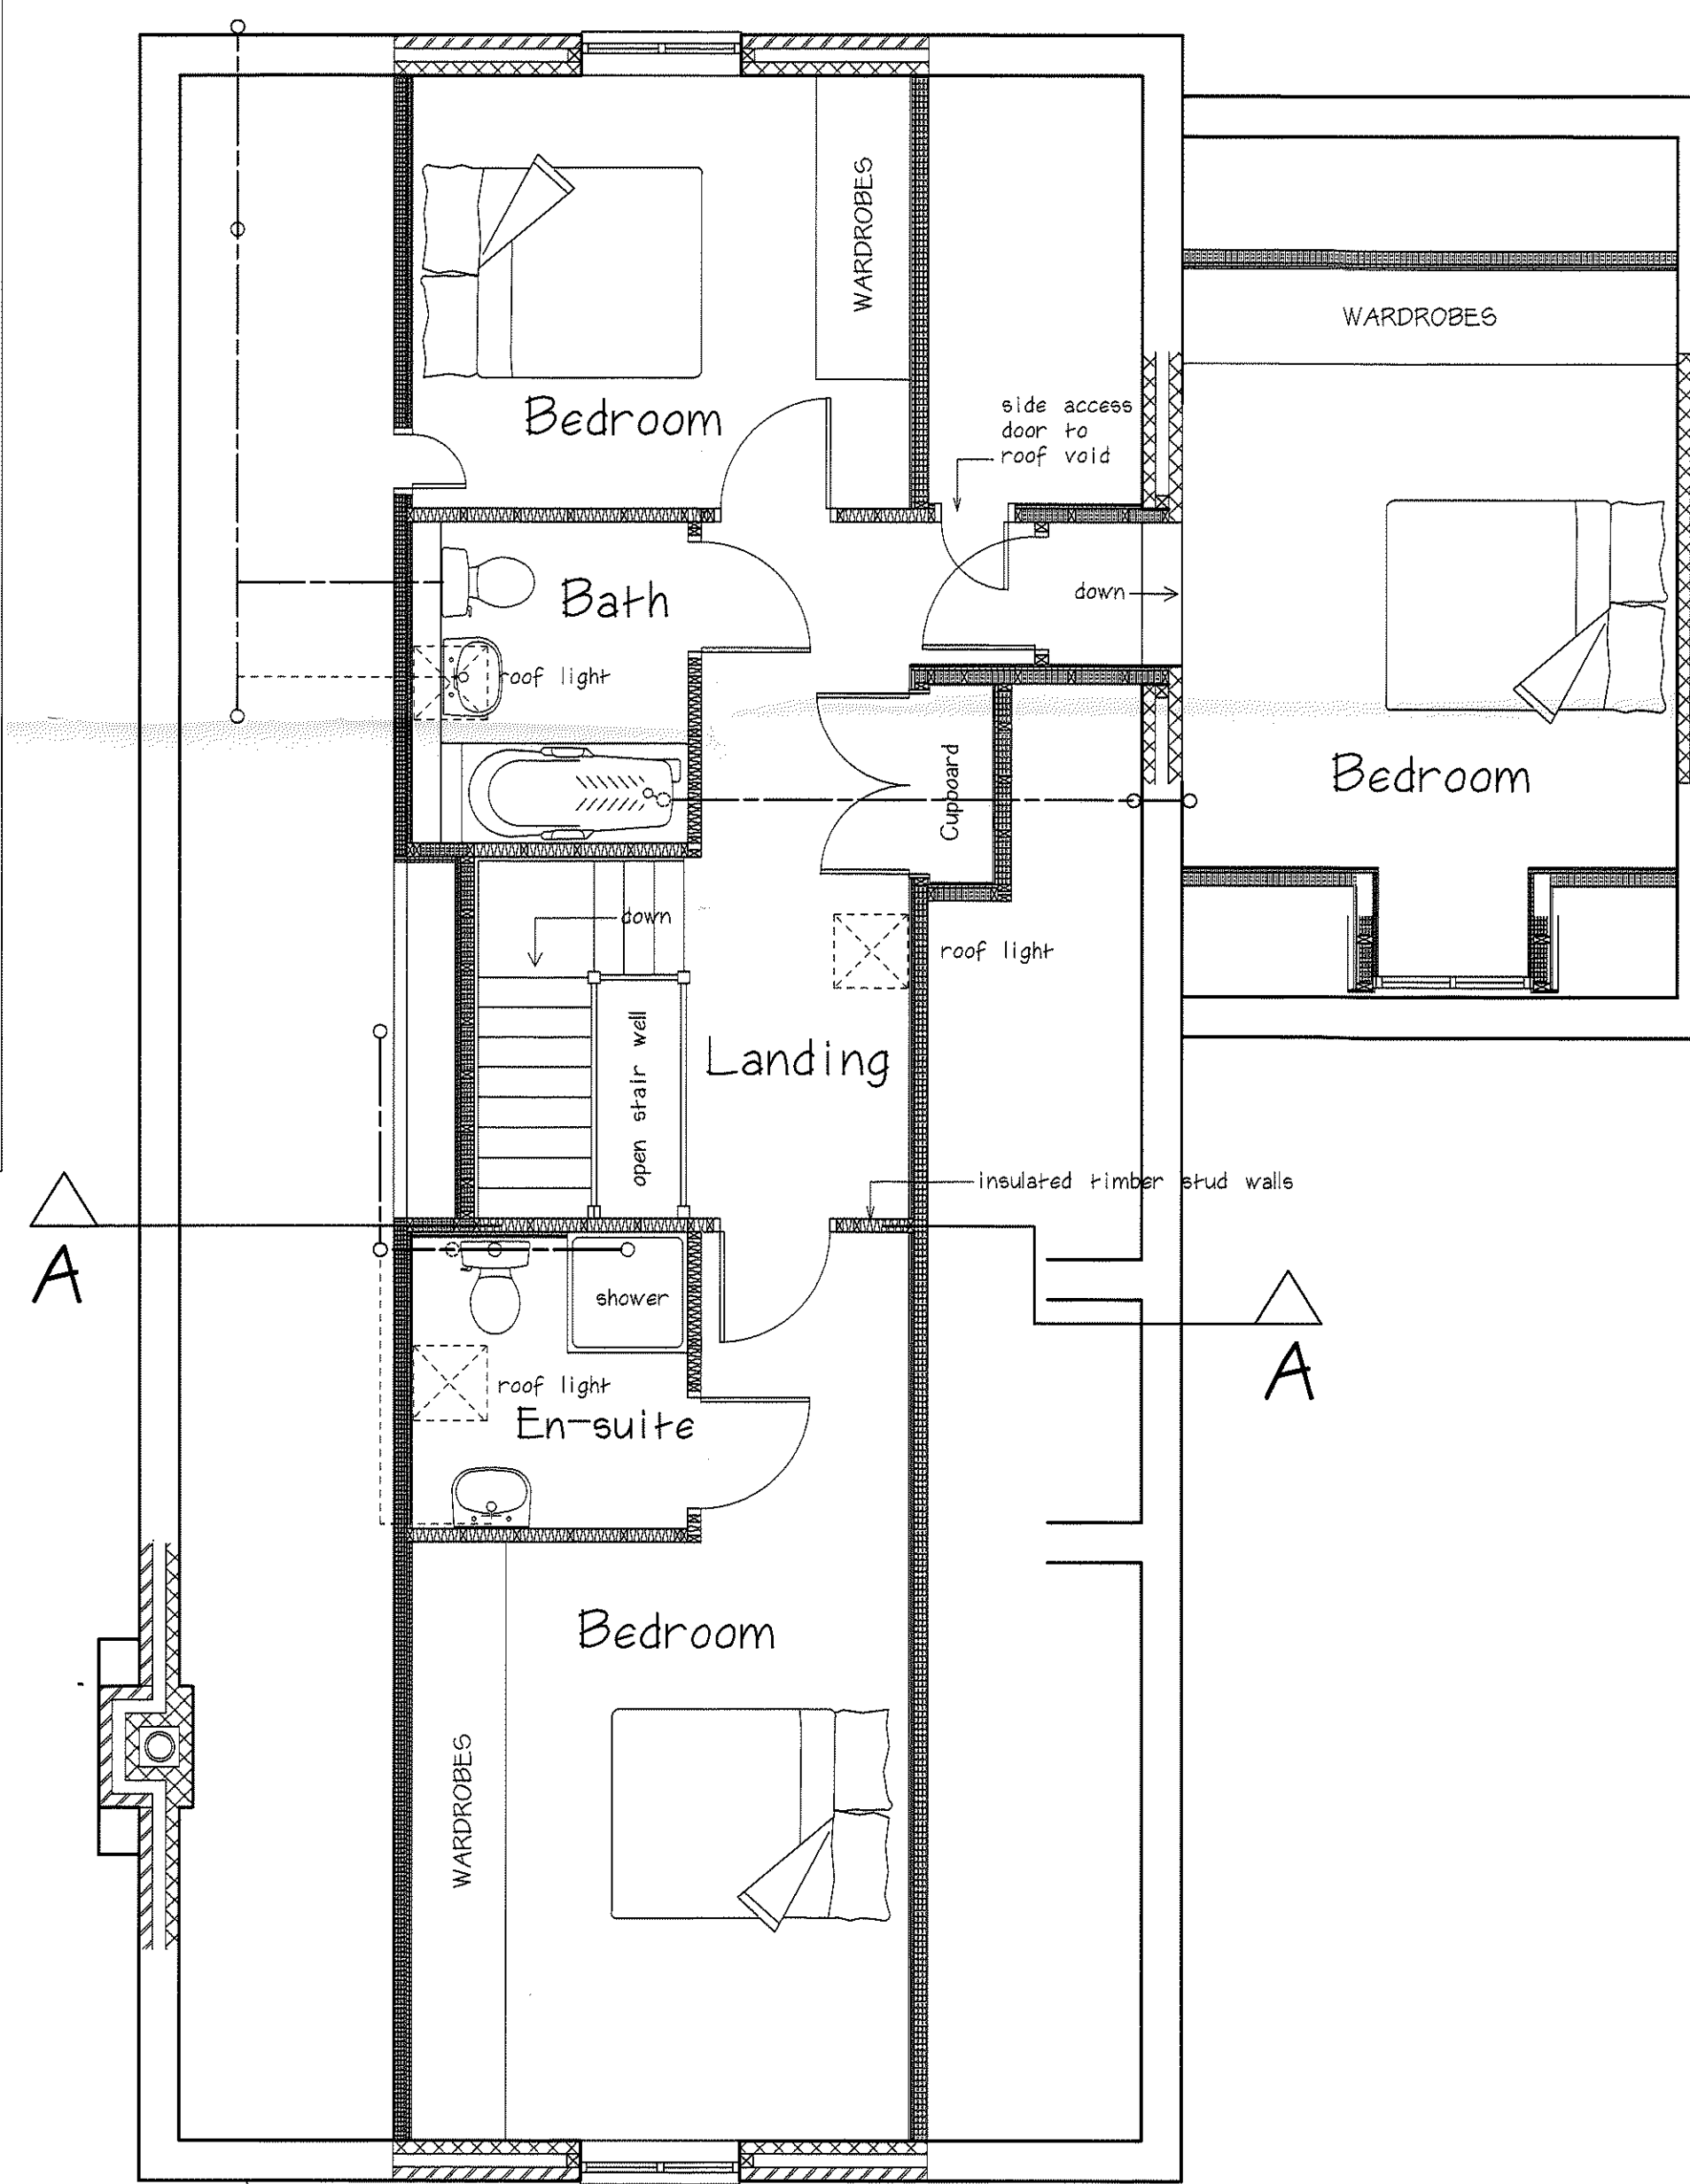 WARDROBES
WARDROBES
Bedroom
side access
door to
roof void
Bath
down
roof light
Bedroom
Cupboard
down
roof light
open stair well
Landing
insulated timber stud walls
A
shower
A
roof light
En-suite
Bedroom
WARDROBES